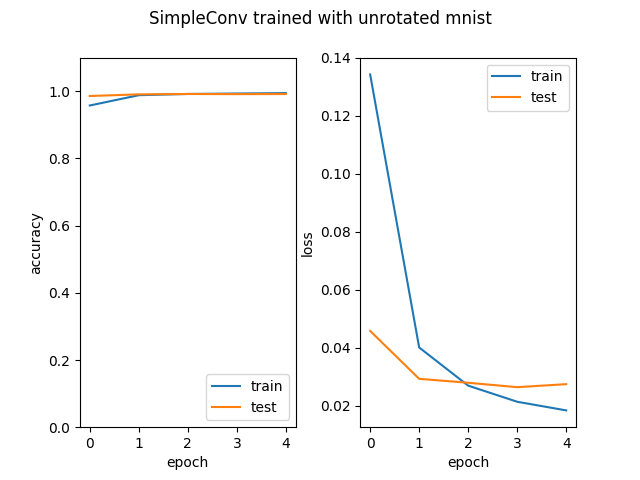 SimpleConv trained with unrotated mnist
accuracy
1.0
0.8
0.6
0.4
0.2
0.0
train
test
0 1 2 3 4
epoch
loss
0.14
0.12
0.10
0.08
0.06
0.04
0.02
train
test
0 1 2 3 4
epoch